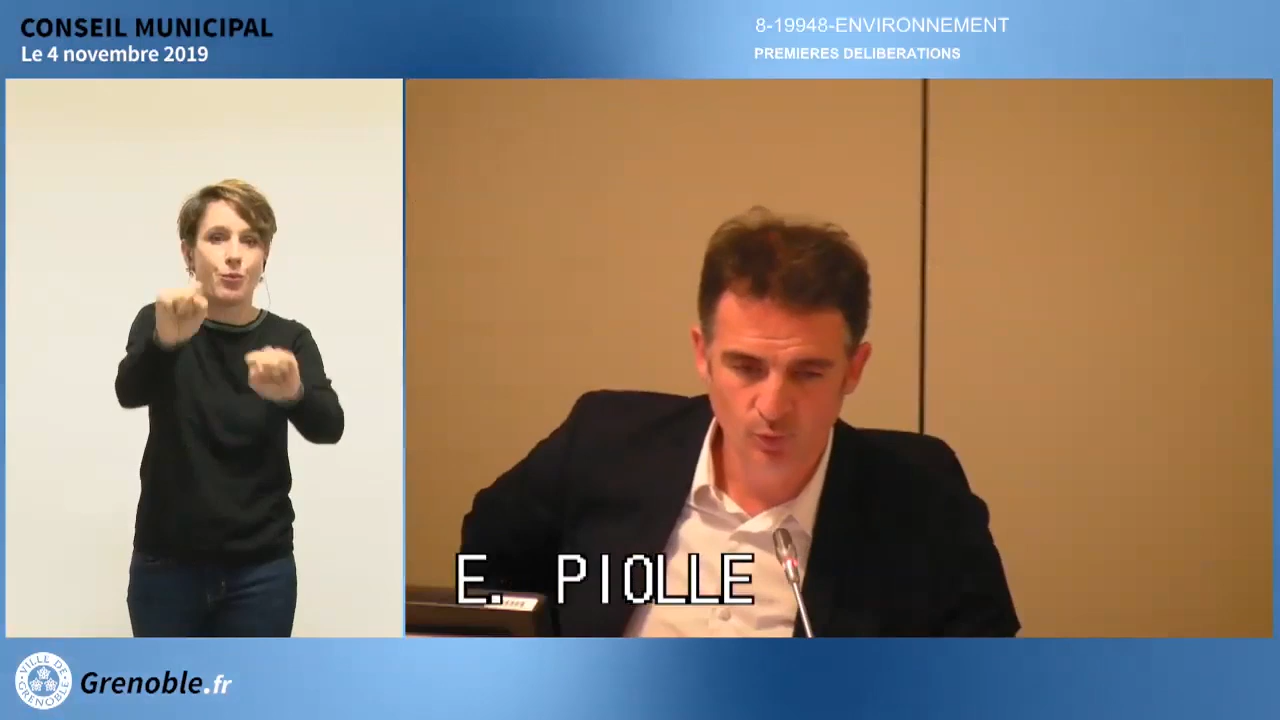 CONSEIL MUNICIPAL
Le 4 novembre 2019
8-19948-ENVIRONNEMENT
PREMIERES DELIBERATIONS
E. PIOLLE
VILLE DE GRENOBLE
Grenoble.fr